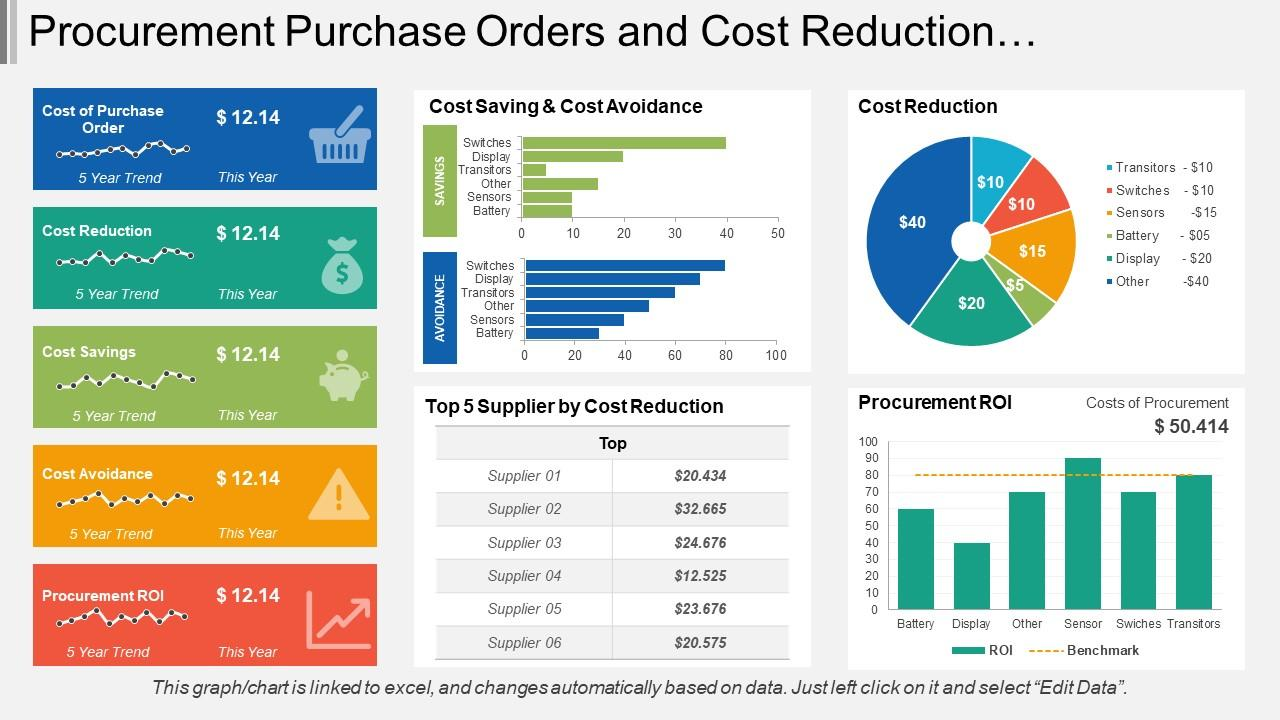 Procurement Purchase Orders and Cost Reduction…
Cost of Purchase
Order
$ 12.14
5 Year Trend
This Year
Cost Reduction
$ 12.14
5 Year Trend
This Year
Cost Savings
$ 12.14
5 Year Trend
This Year
Cost Avoidance
$ 12.14
5 Year Trend
This Year
Procurement ROI
$ 12.14
5 Year Trend
This Year
Cost Saving & Cost Avoidance
SAVINGS
Switches
Display
Transitors
Other
Sensors
Battery
0 10 20 30 40 50
AVOIDANCE
Switches
Display
Transitors
Other
Sensors
Battery
0 20 40 60 80 100
Top 5 Supplier by Cost Reduction
Top
Supplier 01 $20.434
Supplier 02 $32.665
Supplier 03 $24.676
Supplier 04 $12.525
Supplier 05 $23.676
Supplier 06 $20.575
Cost Reduction
$10
$10
$15
$5
$20
$40
Transitors - $10
Switches - $10
Sensors -$15
Battery - $05
Display - $20
Other -$40
Procurement ROI
Costs of Procurement
$ 50.414
100
90
80
70
60
50
40
30
20
10
0
Battery Display Other Sensor Swiches Transitors
ROI Benchmark
This graph/chart is linked to excel, and changes automatically based on data. Just left click on it and select “Edit Data”.